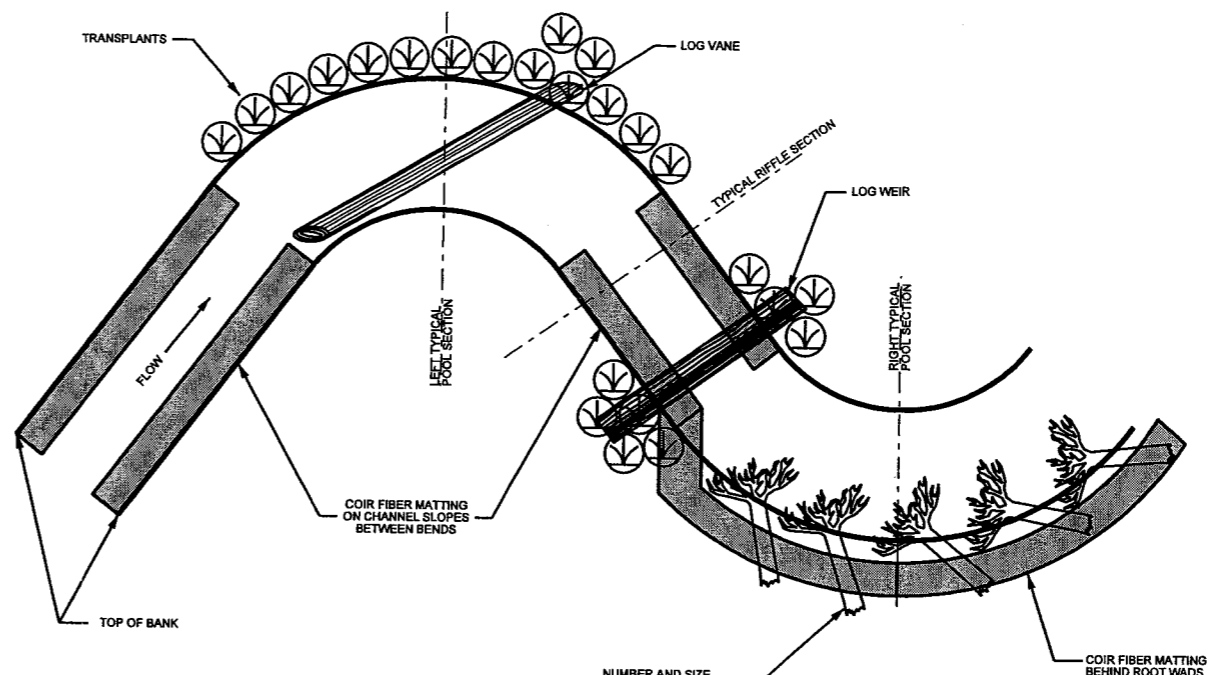 TRANSPLANTS
LOG VANE
TYPICAL RIFFLE SECTION
LOG WEIR
FLOW
LEFT TYPICAL
POOL SECTION
RIGHT TYPICAL
POOL SECTION
COIR FIBER MATTING
ON CHANNEL SLOPES
BETWEEN BENDS
TOP OF BANK
NUMBER AND SIZE
COIR FIBER MATTING
BEHIND ROOT WADS